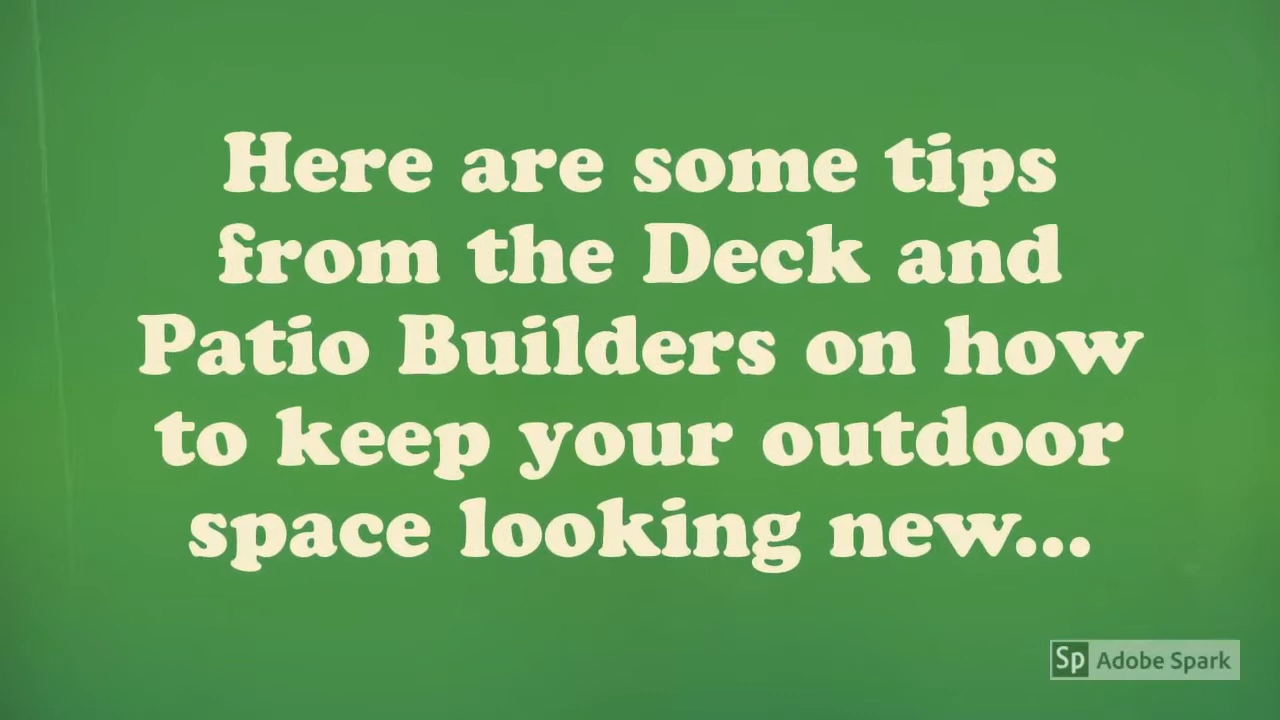 Here are some tips
from the Deck and
Patio Builders on how
to keep your outdoor
space looking new...
Sp Adobe Spark